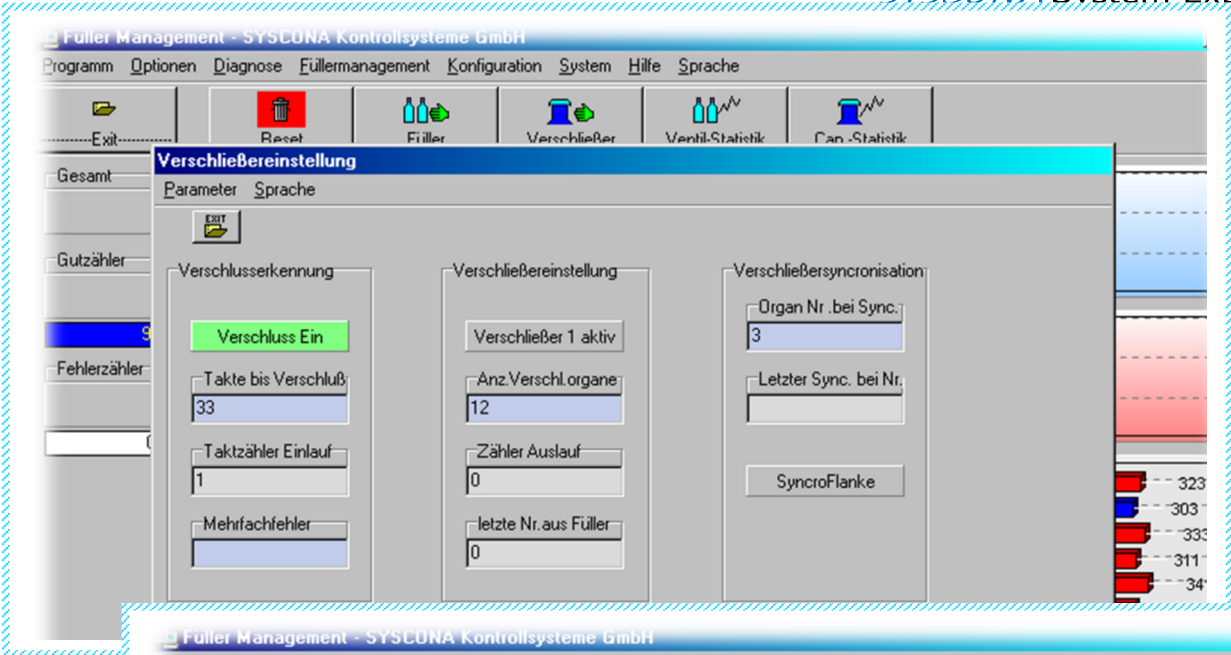 Füller Management - SYSCONA Kontrollsysteme GmbH
Programm Optionen Diagnose Füllermanagement Konfiguration System Hilfe Sprache
-------Exit------- Reset Füller Verschließer Ventil-Statistik Cap.-Statistik
Verschließereinstellung
Parameter Sprache
EXIT
Gesamt
Gutzähler
9
Fehlerzähler
Verschlusserkennung
Verschluss Ein
Takte bis Verschluß
33
Taktzähler Einlauf
1
Mehrfachfehler
Verschließereinstellung
Verschließer 1 aktiv
Anz.Verschl.organe
12
Zähler Auslauf
0
letzte Nr.aus Füller
0
Verschließersyncronisation
Organ Nr .bei Sync.
3
Letzter Sync. bei Nr.
SyncroFlanke
323
303
333
311
34
Füller Management - SYSCONA Kontrollsysteme GmbH